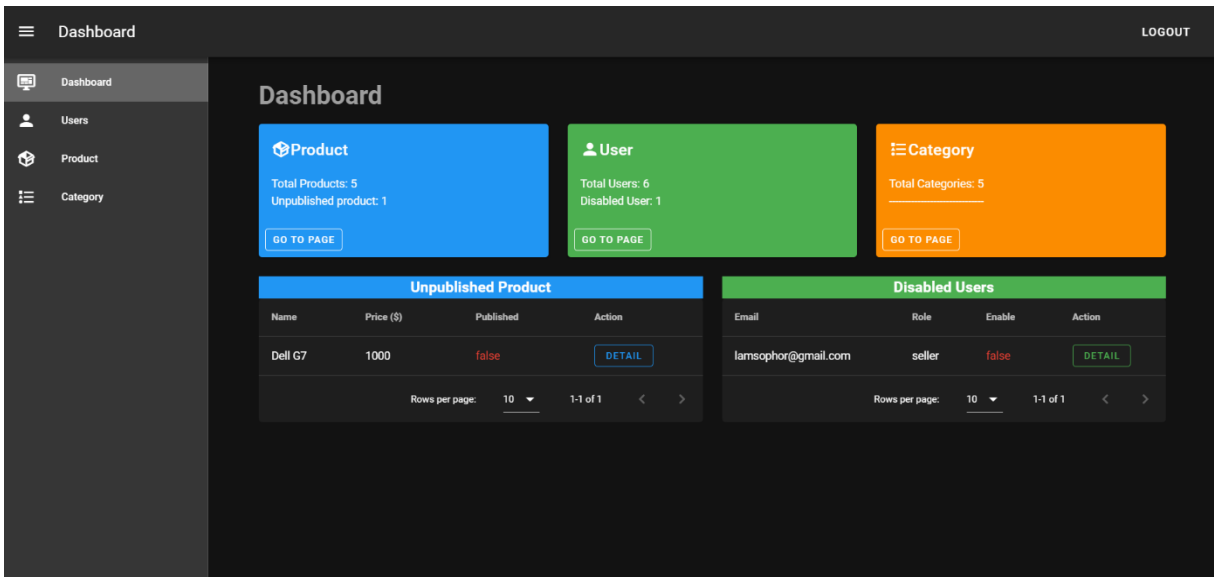 Dashboard
LOGOUT
Dashboard
Users
Product
Category
Dashboard
Product
Total Products: 5
Unpublished product: 1
GO TO PAGE
User
Total Users: 6
Disabled User: 1
GO TO PAGE
Category
Total Categories: 5
GO TO PAGE
Unpublished Product
Name Price ($) Published Action
Dell G7 1000 false DETAIL
Rows per page: 10 1-1 of 1
Disabled Users
Email Role Enable Action
lamsophor@gmail.com seller false DETAIL
Rows per page: 10 1-1 of 1